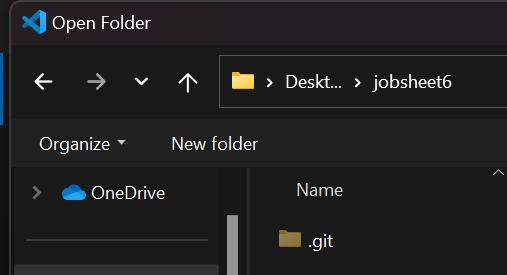 Open Folder
Deskt... > jobsheet6
Organize
New folder
Name
OneDrive
.git